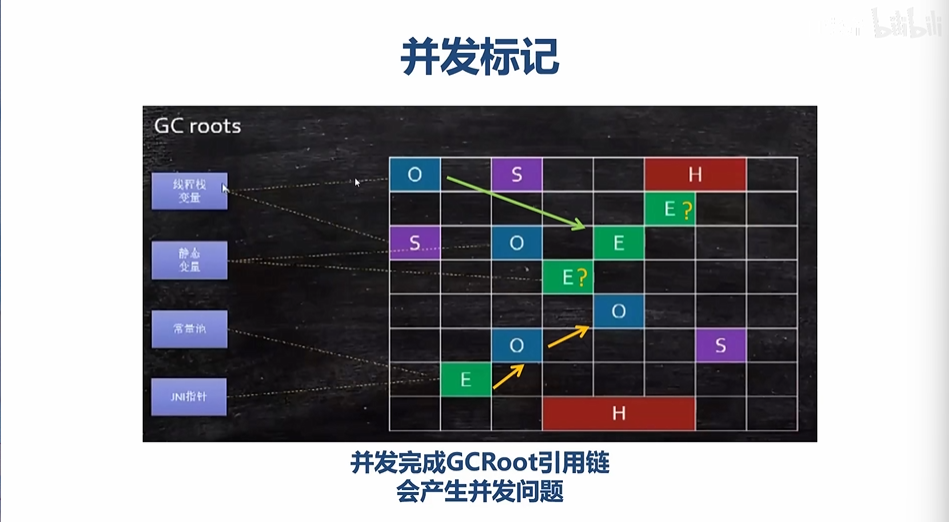 bilibili
并发标记
GC roots
线程栈
变量
静态
变量
常量池
JNI指针
O
S
H
E?
S
O
E
E?
O
O
S
E
H
并发完成GCRoot引用链
会产生并发问题